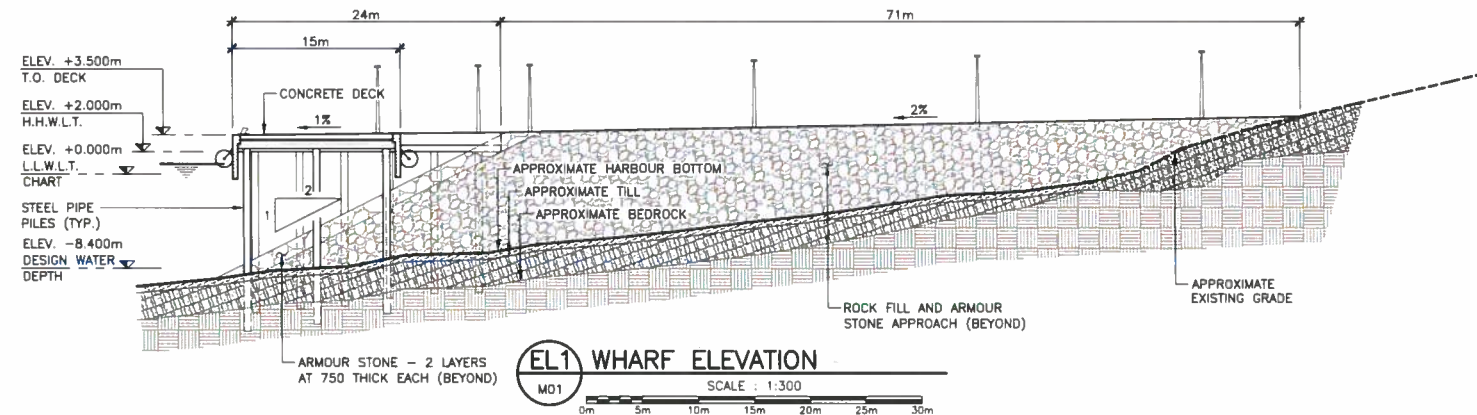 24m
71m
15m
ELEV. +3.500m
T.O. DECK
CONCRETE DECK
ELEV. +2.000m
H.H.W.L.T.
1%
2%
ELEV. +0.000m
L.L.W.L.T.
CHART
APPROXIMATE HARBOUR BOTTOM
APPROXIMATE TILL
APPROXIMATE BEDROCK
2
1
STEEL PIPE
PILES (TYP.)
ELEV. -8.400m
DESIGN WATER
DEPTH
APPROXIMATE
EXISTING GRADE
ROCK FILL AND ARMOUR
STONE APPROACH (BEYOND)
ARMOUR STONE - 2 LAYERS
AT 750 THICK EACH (BEYOND)
EL1 WHARF ELEVATION
M01
SCALE : 1:300
0m 5m 10m 15m 20m 25m 30m